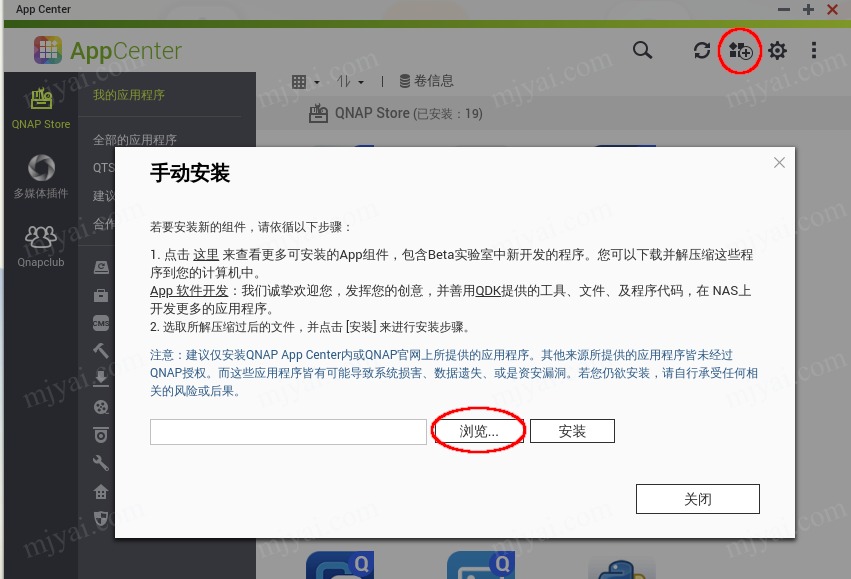 App Center
AppCenter
卷信息
我的应用程序
QNAP Store
QNAP Store (已安装：19)
全部的应用程序
QTS
多媒体插件
建议
合作
Qnapclub
手动安装
若要安装新的组件，请依循以下步骤：
1. 点击 这里 来查看更多可安装的App组件，包含Beta实验室中新开发的程序。您可以下载并解压缩这些程
序到您的计算机中。
App 软件开发：我们诚挚欢迎您，发挥您的创意，并善用QDK提供的工具、文件、及程序代码，在 NAS上
开发更多的应用程序。
2. 选取所解压缩过后的文件，并点击 [安装] 来进行安装步骤。
注意：建议仅安装QNAP App Center内或QNAP官网上所提供的应用程序。其他来源所提供的应用程序皆未经过
QNAP授权。而这些应用程序皆有可能导致系统损害、数据遗失、或是资安漏洞。若您仍欲安装，请自行承受任何相
关的风险或后果。
浏览... 安装
关闭
CMS
Q
Q
mjyai.com